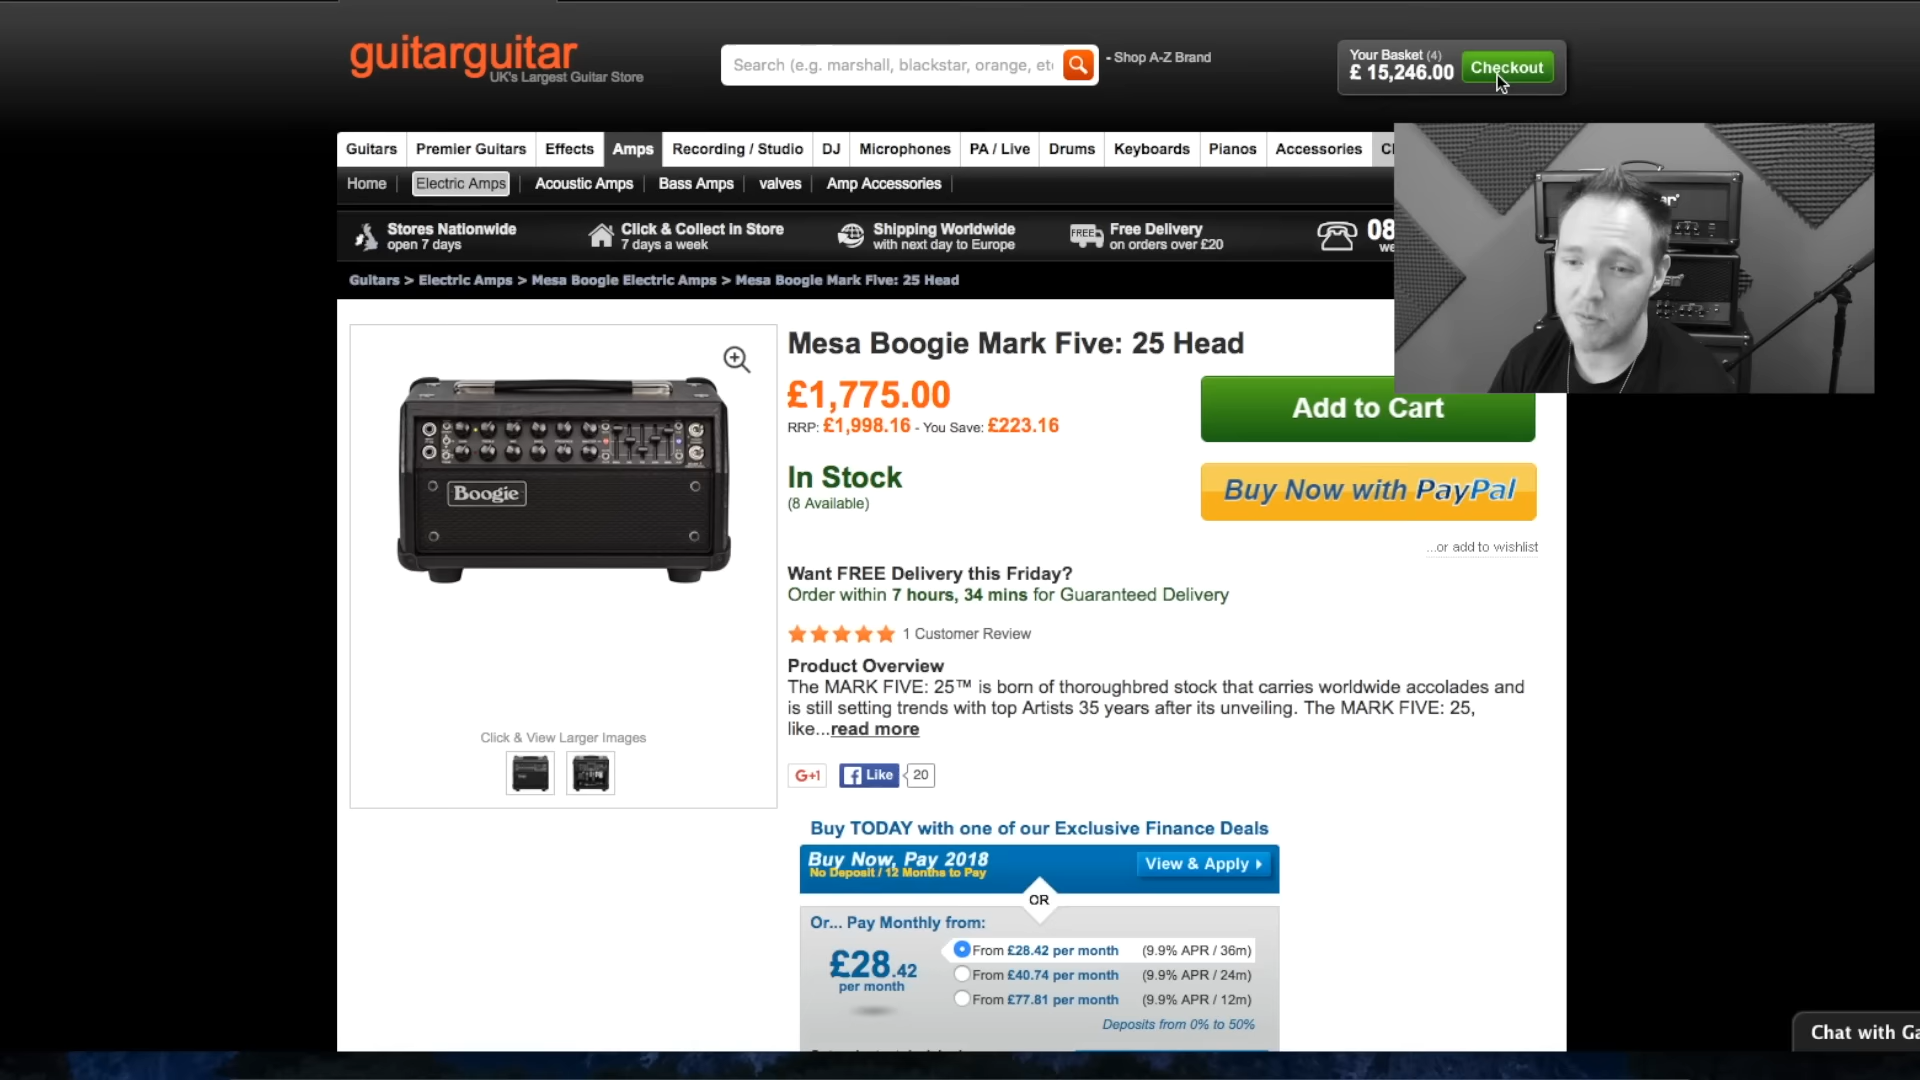 guitarguitar
UK's Largest Guitar Store
Search (e.g. marshall, blackstar, orange, etc
- Shop A-Z Brand
Your Basket (4)
£ 15,246.00
Checkout
Guitars Premier Guitars Effects Amps Recording / Studio DJ Microphones PA / Live Drums Keyboards Pianos Accessories Cl
Home Electric Amps Acoustic Amps Bass Amps valves Amp Accessories
Stores Nationwide
open 7 days
Click & Collect in Store
7 days a week
Shipping Worldwide
with next day to Europe
FREE
Free Delivery
on orders over £20
08
we
Guitars > Electric Amps > Mesa Boogie Electric Amps > Mesa Boogie Mark Five: 25 Head
Boogie
Click & View Larger Images
Mesa Boogie Mark Five: 25 Head
£1,775.00
RRP: £1,998.16 - You Save: £223.16
In Stock
(8 Available)
Add to Cart
Buy Now with PayPal
...or add to wishlist
Want FREE Delivery this Friday?
Order within 7 hours, 34 mins for Guaranteed Delivery
1 Customer Review
Product Overview
The MARK FIVE: 25™ is born of thoroughbred stock that carries worldwide accolades and
is still setting trends with top Artists 35 years after its unveiling. The MARK FIVE: 25,
like...read more
G+1
f Like 20
Buy TODAY with one of our Exclusive Finance Deals
Buy Now, Pay 2018
No Deposit / 12 Months to Pay
View & Apply
OR
Or... Pay Monthly from:
£28.42
per month
From £28.42 per month (9.9% APR / 36m)
From £40.74 per month (9.9% APR / 24m)
From £77.81 per month (9.9% APR / 12m)
Deposits from 0% to 50%
Chat with Ga